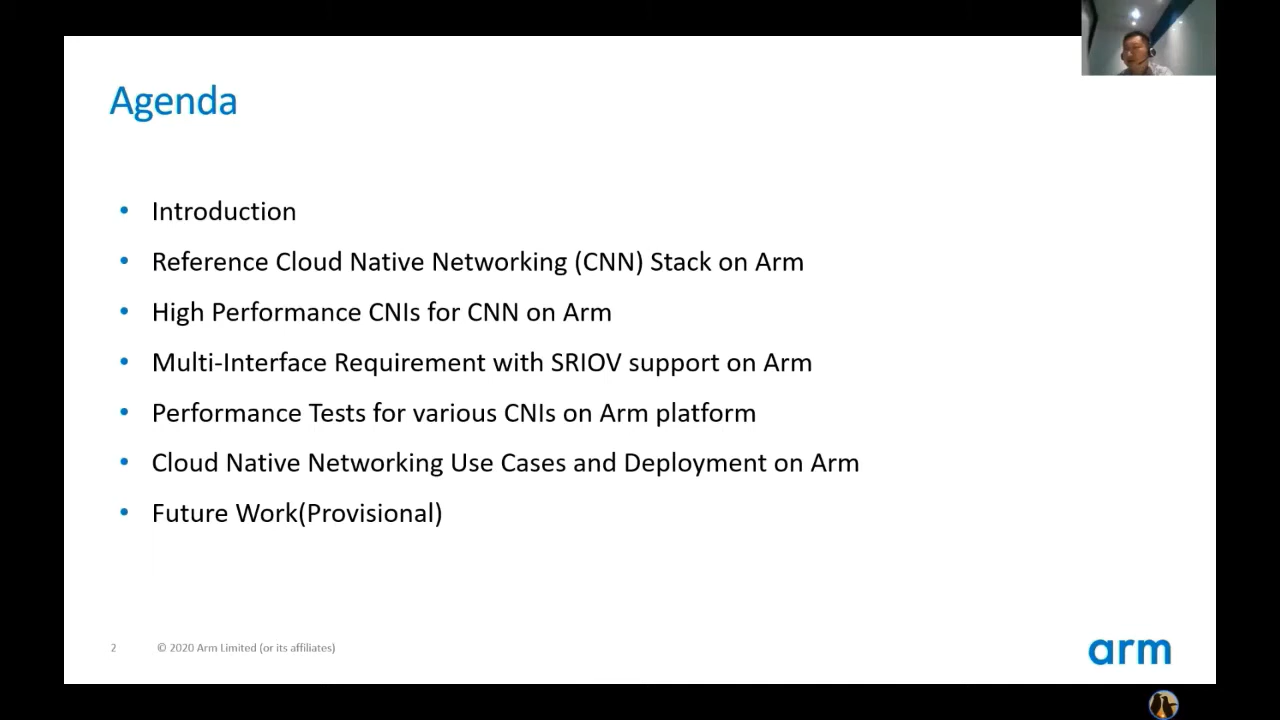 Agenda
• Introduction
• Reference Cloud Native Networking (CNN) Stack on Arm
• High Performance CNIs for CNN on Arm
• Multi-Interface Requirement with SRIOV support on Arm
• Performance Tests for various CNIs on Arm platform
• Cloud Native Networking Use Cases and Deployment on Arm
• Future Work(Provisional)
2 © 2020 Arm Limited (or its affiliates)
arm